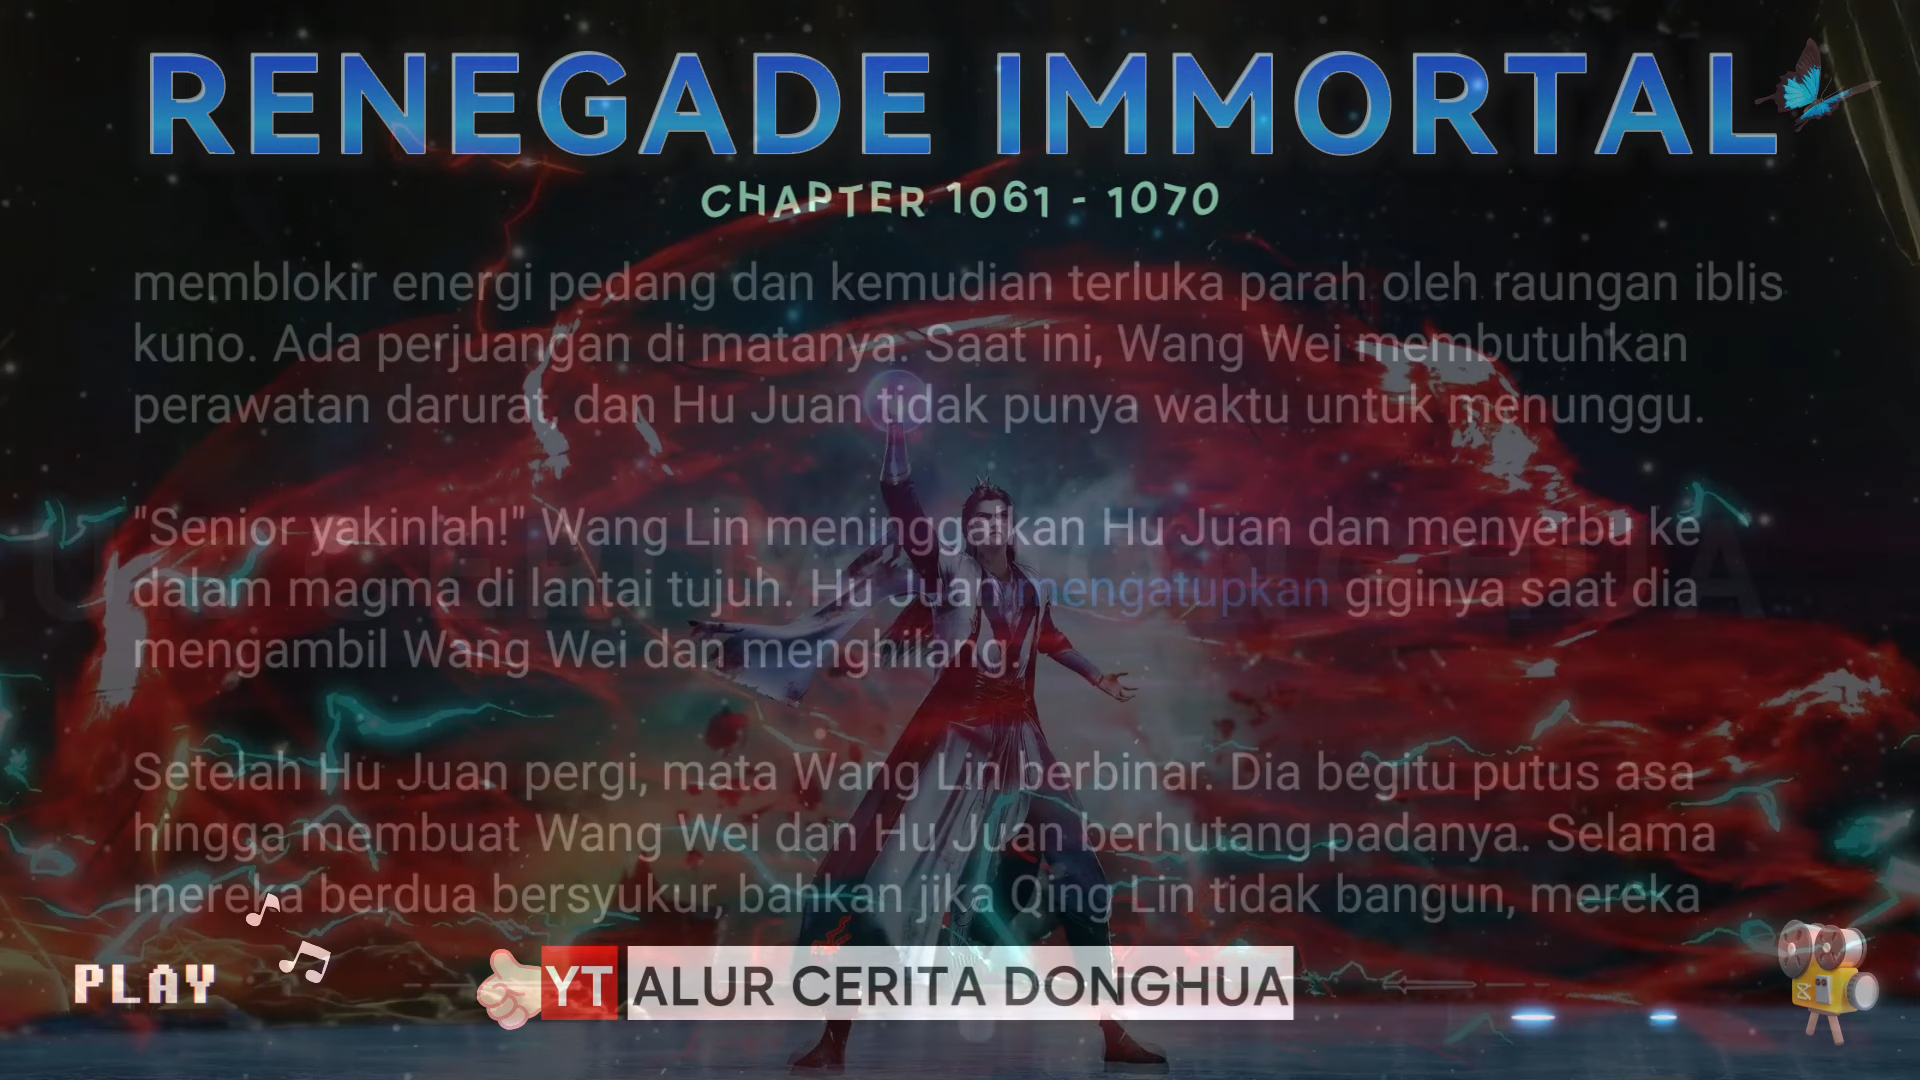 RENEGADE IMMORTAL
CHAPTER 1061 - 1070
memblokir energi pedang dan kemudian terluka parah oleh raungan iblis
kuno. Ada perjuangan di matanya. Saat ini, Wang Wei membutuhkan
perawatan darurat, dan Hu Juan tidak punya waktu untuk menunggu.
"Senior yakinlah!" Wang Lin meninggalkan Hu Juan dan menyerbu ke
dalam magma di lantai tujuh. Hu Juan mengatupkan giginya saat dia
mengambil Wang Wei dan menghilang.
Setelah Hu Juan pergi, mata Wang Lin berbinar. Dia begitu putus asa
hingga membuat Wang Wei dan Hu Juan berhutang padanya. Selama
mereka berdua bersyukur, bahkan jika Qing Lin tidak bangun, mereka
PLAY
YT ALUR CERITA DONGHUA